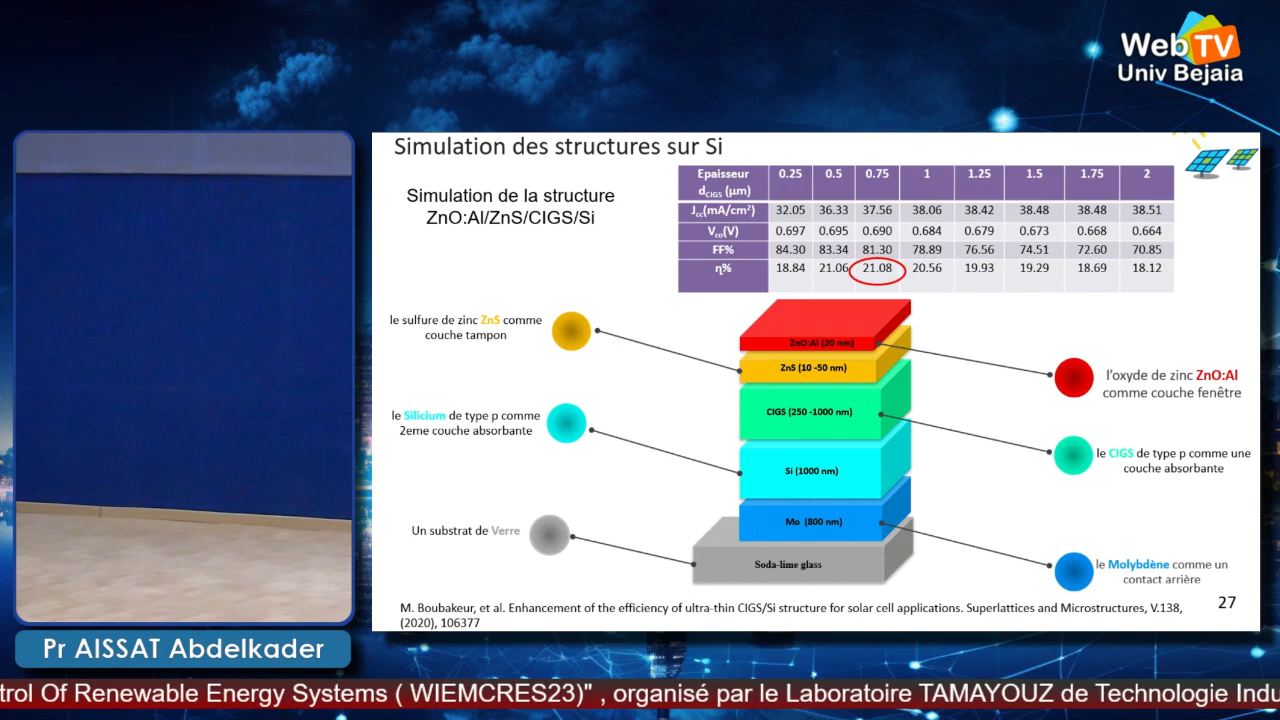 Web TV
Univ Bejaia
Simulation des structures sur Si
Simulation de la structure
ZnO:Al/ZnS/CIGS/Si
Epaisseur d_CIGS (µm) 0.25 0.5 0.75 1 1.25 1.5 1.75 2
J_cc(mA/cm²) 32.05 36.33 37.56 38.06 38.42 38.48 38.48 38.51
V_co(V) 0.697 0.695 0.690 0.684 0.679 0.673 0.668 0.664
FF% 84.30 83.34 81.30 78.89 76.56 74.51 72.60 70.85
η% 18.84 21.06 21.08 20.56 19.93 19.29 18.69 18.12
le sulfure de zinc ZnS comme
couche tampon
le Silicium de type p comme
2eme couche absorbante
Un substrat de Verre
ZnO:Al (20 nm)
ZnS (10 -50 nm)
CIGS (250 -1000 nm)
Si (1000 nm)
Mo (800 nm)
Soda-lime glass
l'oxyde de zinc ZnO:Al
comme couche fenêtre
le CIGS de type p comme une
couche absorbante
le Molybdène comme un
contact arrière
M. Boubakeur, et al. Enhancement of the efficiency of ultra-thin CIGS/Si structure for solar cell applications. Superlattices and Microstructures, V.138,
(2020), 106377
27
Pr AISSAT Abdelkader
trol Of Renewable Energy Systems ( WIEMCRES23)" , organisé par le Laboratoire TAMAYOUZ de Technologie Indu